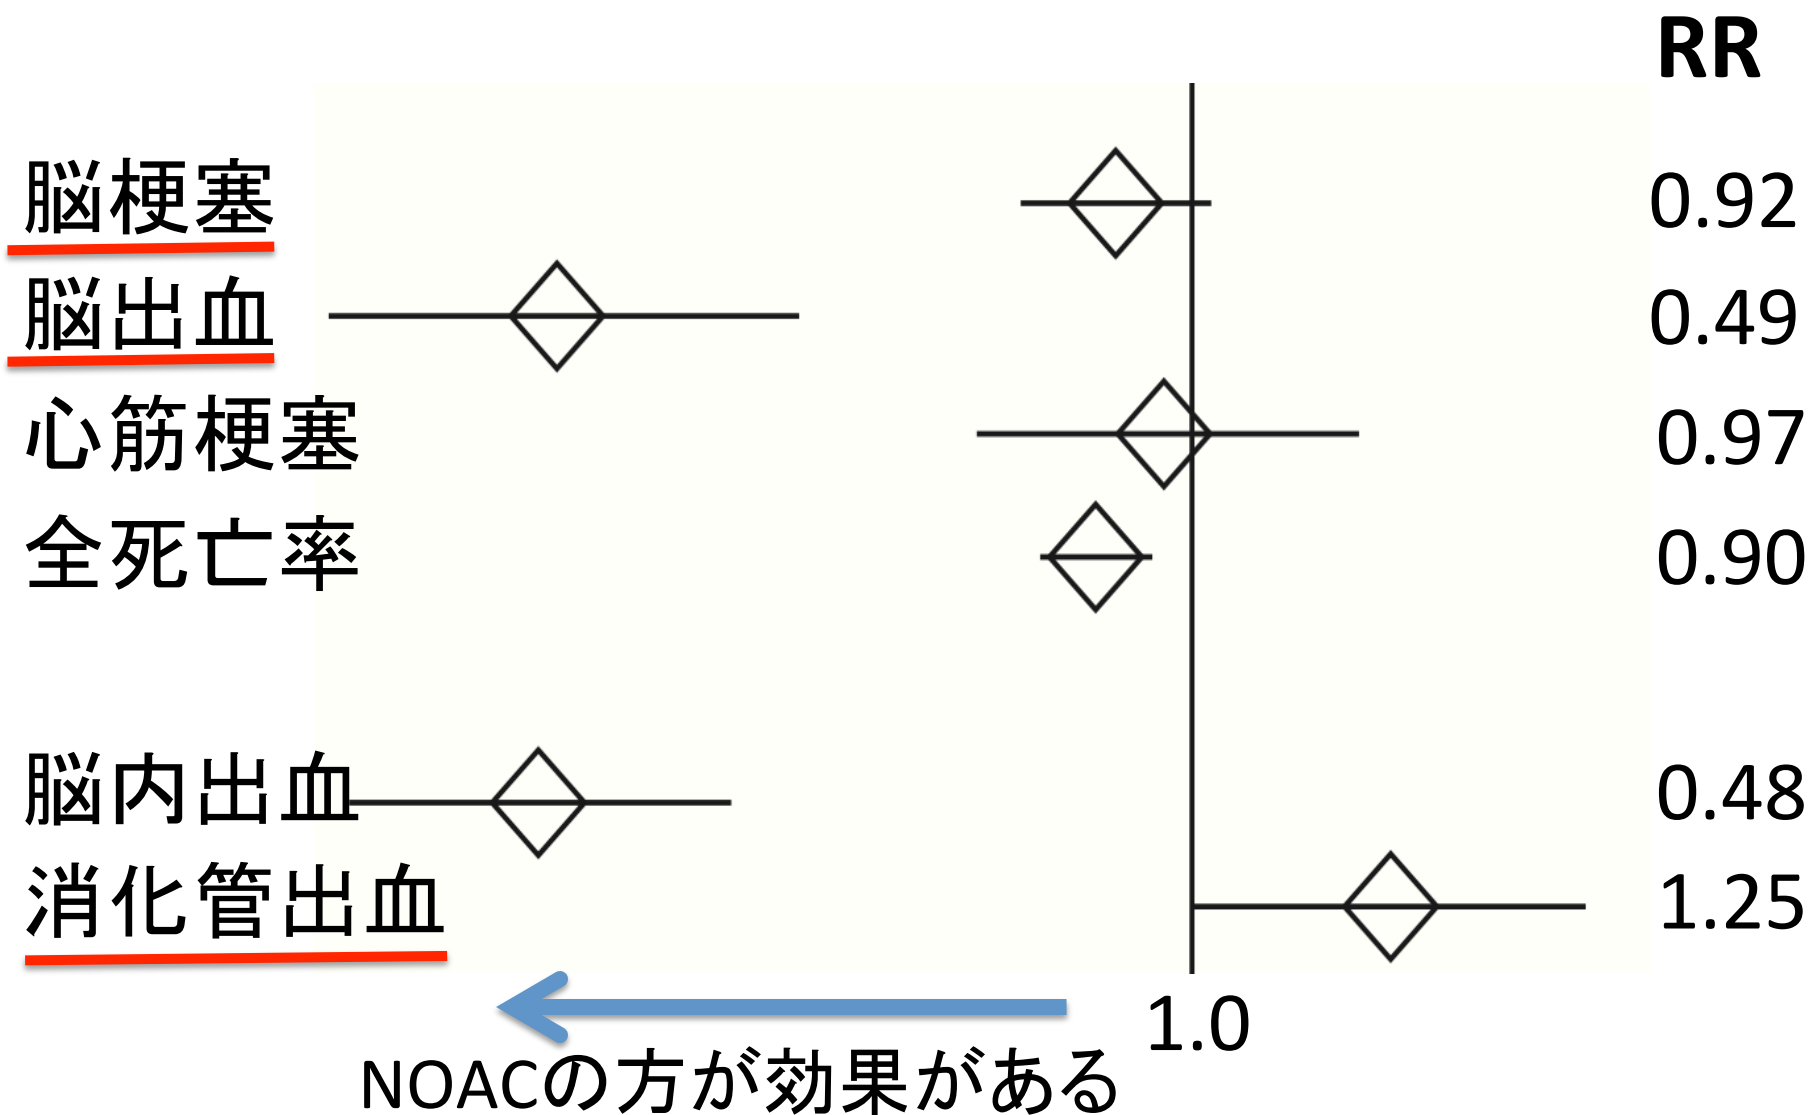 RR
脳梗塞 0.92
脳出血 0.49
心筋梗塞 0.97
全死亡率 0.90
脳内出血 0.48
消化管出血 1.25
1.0
NOACの方が効果がある